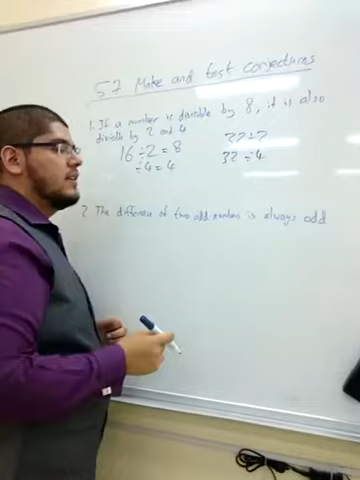 57 Make and test conjectures
1. If a number is divisible by 8, it is also
divisible by 2 and 4
16 ÷ 2 = 8
÷ 4 = 4
32 ÷ 2
32 ÷ 4
2. The difference of two odd numbers is always odd